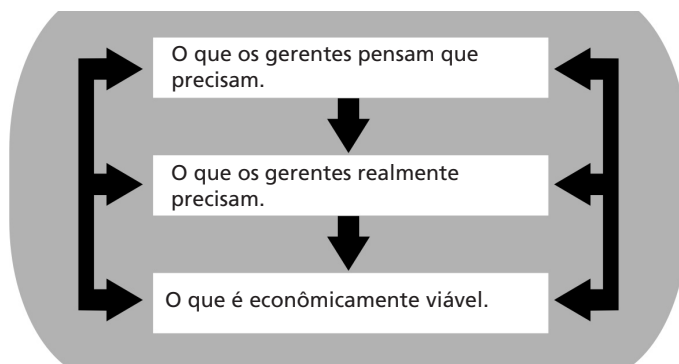 O que os gerentes pensam que
precisam.
O que os gerentes realmente
precisam.
O que é econômicamente viável.